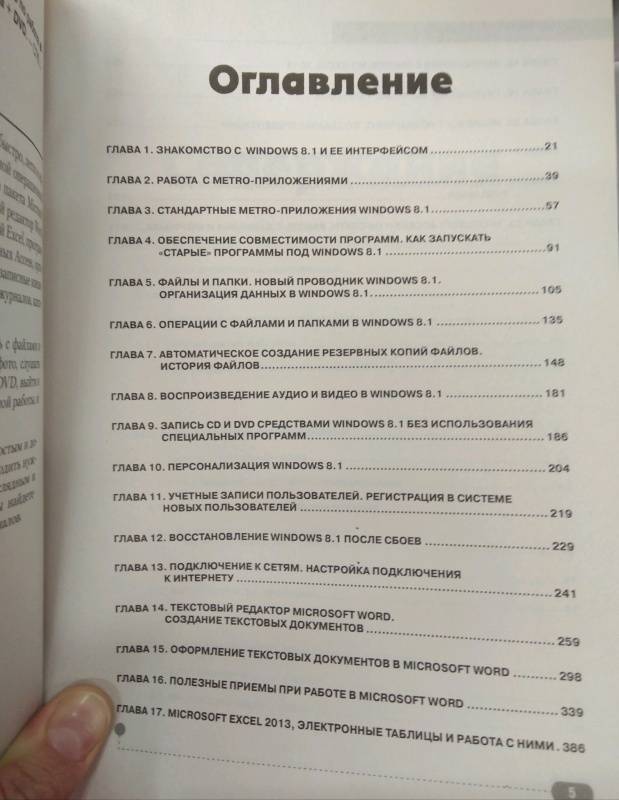 Оглавление
ГЛАВА 1. ЗНАКОМСТВО С WINDOWS 8.1 И ЕЕ ИНТЕРФЕЙСОМ 21
ГЛАВА 2. РАБОТА С METRO-ПРИЛОЖЕНИЯМИ 39
ГЛАВА 3. СТАНДАРТНЫЕ METRO-ПРИЛОЖЕНИЯ WINDOWS 8.1 57
ГЛАВА 4. ОБЕСПЕЧЕНИЕ СОВМЕСТИМОСТИ ПРОГРАММ. КАК ЗАПУСКАТЬ
«СТАРЫЕ» ПРОГРАММЫ ПОД WINDOWS 8.1 91
ГЛАВА 5. ФАЙЛЫ И ПАПКИ. НОВЫЙ ПРОВОДНИК WINDOWS 8.1.
ОРГАНИЗАЦИЯ ДАННЫХ В WINDOWS 8.1 105
ГЛАВА 6. ОПЕРАЦИИ С ФАЙЛАМИ И ПАПКАМИ В WINDOWS 8.1 135
ГЛАВА 7. АВТОМАТИЧЕСКОЕ СОЗДАНИЕ РЕЗЕРВНЫХ КОПИЙ ФАЙЛОВ.
ИСТОРИЯ ФАЙЛОВ 148
ГЛАВА 8. ВОСПРОИЗВЕДЕНИЕ АУДИО И ВИДЕО В WINDOWS 8.1 181
ГЛАВА 9. ЗАПИСЬ CD И DVD СРЕДСТВАМИ WINDOWS 8.1 БЕЗ ИСПОЛЬЗОВАНИЯ
СПЕЦИАЛЬНЫХ ПРОГРАММ 186
ГЛАВА 10. ПЕРСОНАЛИЗАЦИЯ WINDOWS 8.1 204
ГЛАВА 11. УЧЕТНЫЕ ЗАПИСИ ПОЛЬЗОВАТЕЛЕЙ. РЕГИСТРАЦИЯ В СИСТЕМЕ
НОВЫХ ПОЛЬЗОВАТЕЛЕЙ 219
ГЛАВА 12. ВОССТАНОВЛЕНИЕ WINDOWS 8.1 ПОСЛЕ СБОЕВ 229
ГЛАВА 13. ПОДКЛЮЧЕНИЕ К СЕТЯМ. НАСТРОЙКА ПОДКЛЮЧЕНИЯ
К ИНТЕРНЕТУ 241
ГЛАВА 14. ТЕКСТОВЫЙ РЕДАКТОР MICROSOFT WORD.
СОЗДАНИЕ ТЕКСТОВЫХ ДОКУМЕНТОВ 259
ГЛАВА 15. ОФОРМЛЕНИЕ ТЕКСТОВЫХ ДОКУМЕНТОВ В MICROSOFT WORD 298
ГЛАВА 16. ПОЛЕЗНЫЕ ПРИЕМЫ ПРИ РАБОТЕ В MICROSOFT WORD 339
ГЛАВА 17. MICROSOFT EXCEL 2013, ЭЛЕКТРОННЫЕ ТАБЛИЦЫ И РАБОТА С НИМИ . 386
5